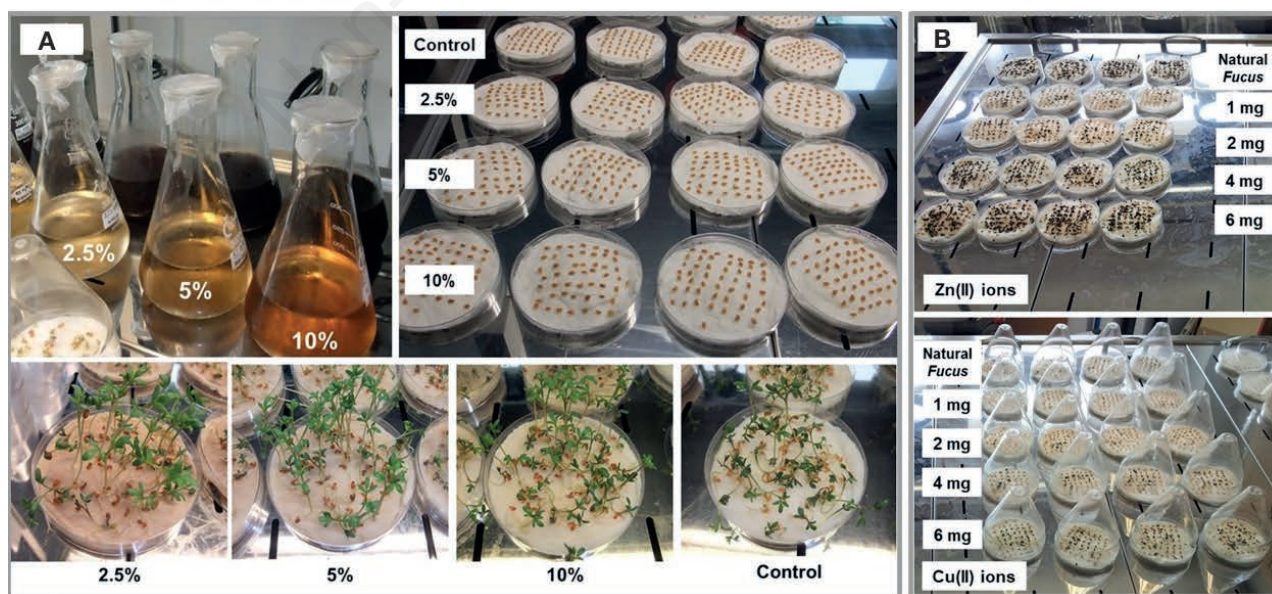 A
2.5%
5%
10%
Control
2.5%
5%
10%
2.5%
5%
10%
Control
B
Natural
Fucus
1 mg
2 mg
4 mg
6 mg
Zn(II) ions
Natural
Fucus
1 mg
2 mg
4 mg
6 mg
Cu(II) ions